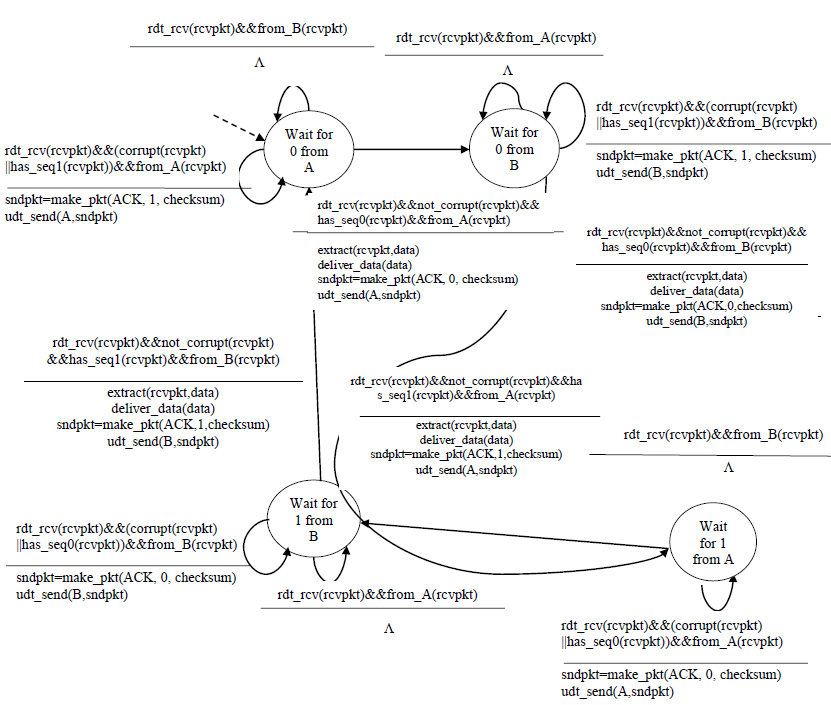 rdt_rcv(rcvpkt)&&from_B(rcvpkt)
Λ
rdt_rcv(rcvpkt)&&from_A(rcvpkt)
Λ
rdt_rcv(rcvpkt)&&(corrupt(rcvpkt)
||has_seq1(rcvpkt))&&from_B(rcvpkt)
sndpkt=make_pkt(ACK, 1, checksum)
udt_send(B,sndpkt)
Wait for
0 from
A
Wait for
0 from
B
rdt_rcv(rcvpkt)&&(corrupt(rcvpkt)
||has_seq1(rcvpkt))&&from_A(rcvpkt)
sndpkt=make_pkt(ACK, 1, checksum)
udt_send(A,sndpkt)
rdt_rcv(rcvpkt)&&not_corrupt(rcvpkt)&&
has_seq0(rcvpkt)&&from_A(rcvpkt)
extract(rcvpkt,data)
deliver_data(data)
sndpkt=make_pkt(ACK, 0, checksum)
udt_send(A,sndpkt)
rdt_rcv(rcvpkt)&&not_corrupt(rcvpkt)&&
has_seq0(rcvpkt)&&from_B(rcvpkt)
extract(rcvpkt,data)
deliver_data(data)
sndpkt=make_pkt(ACK,0,checksum)
udt_send(B,sndpkt)
rdt_rcv(rcvpkt)&&not_corrupt(rcvpkt)
&&has_seq1(rcvpkt)&&from_B(rcvpkt)
extract(rcvpkt,data)
deliver_data(data)
sndpkt=make_pkt(ACK,1,checksum)
udt_send(B,sndpkt)
rdt_rcv(rcvpkt)&&not_corrupt(rcvpkt)&&ha
s_seq1(rcvpkt)&&from_A(rcvpkt)
extract(rcvpkt,data)
deliver_data(data)
sndpkt=make_pkt(ACK,1,checksum)
udt_send(A,sndpkt)
rdt_rcv(rcvpkt)&&from_B(rcvpkt)
Λ
Wait for
1 from
B
Wait
for 1
from A
rdt_rcv(rcvpkt)&&(corrupt(rcvpkt)
||has_seq0(rcvpkt))&&from_B(rcvpkt)
sndpkt=make_pkt(ACK, 0, checksum)
udt_send(B,sndpkt)
rdt_rcv(rcvpkt)&&from_A(rcvpkt)
Λ
rdt_rcv(rcvpkt)&&(corrupt(rcvpkt)
||has_seq0(rcvpkt))&&from_A(rcvpkt)
sndpkt=make_pkt(ACK, 0, checksum)
udt_send(A,sndpkt)